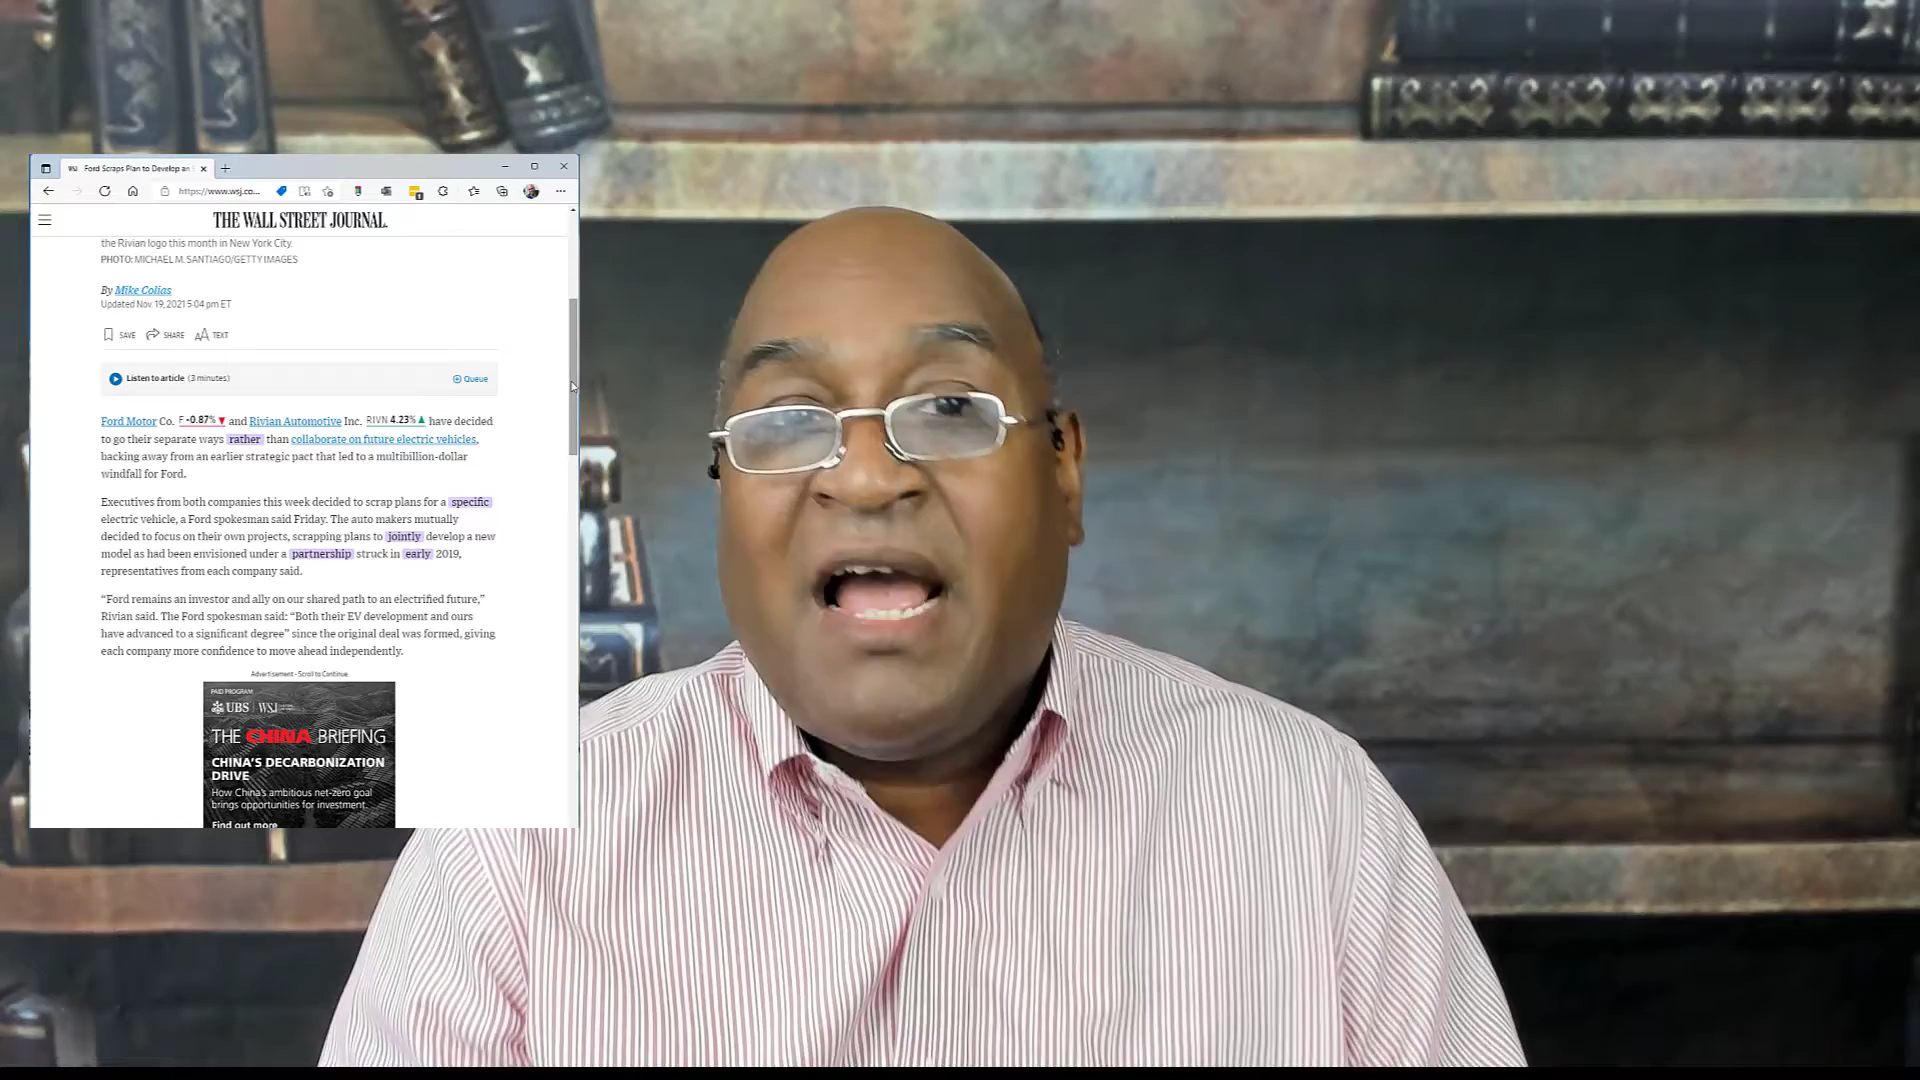 WSJ Ford Scraps Plan to Develop an
https://www.wsj.co...
THE WALL STREET JOURNAL.
the Rivian logo this month in New York City.
PHOTO: MICHAEL M. SANTIAGO/GETTY IMAGES
By Mike Colias
Updated Nov. 19, 2021 5:04 pm ET
SAVE SHARE AA TEXT
Listen to article (3 minutes) Queue
Ford Motor Co. F -0.87% ▼ and Rivian Automotive Inc. RIVN 4.23% ▲ have decided
to go their separate ways rather than collaborate on future electric vehicles,
backing away from an earlier strategic pact that led to a multibillion-dollar
windfall for Ford.
Executives from both companies this week decided to scrap plans for a specific
electric vehicle, a Ford spokesman said Friday. The auto makers mutually
decided to focus on their own projects, scrapping plans to jointly develop a new
model as had been envisioned under a partnership struck in early 2019,
representatives from each company said.
“Ford remains an investor and ally on our shared path to an electrified future,”
Rivian said. The Ford spokesman said: “Both their EV development and ours
have advanced to a significant degree” since the original deal was formed, giving
each company more confidence to move ahead independently.
Advertisement - Scroll to Continue
PAID PROGRAM
UBS | WSJ
THE CHINA BRIEFING
CHINA'S DECARBONIZATION
DRIVE
How China's ambitious net-zero goal
brings opportunities for investment.
Find out more